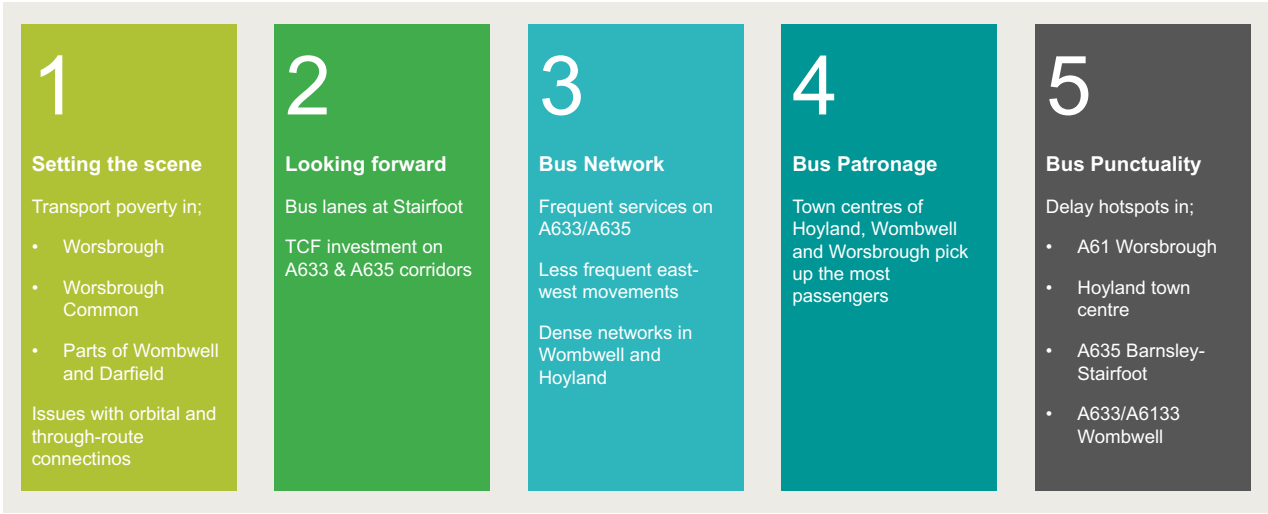 1
Setting the scene
Transport poverty in;
• Worsbrough
• Worsbrough
Common
• Parts of Wombwell
and Darfield
Issues with orbital and
through-route
connectinos
2
Looking forward
Bus lanes at Stairfoot
TCF investment on
A633 & A635 corridors
3
Bus Network
Frequent services on
A633/A635
Less frequent east-
west movements
Dense networks in
Wombwell and
Hoyland
4
Bus Patronage
Town centres of
Hoyland, Wombwell
and Worsbrough pick
up the most
passengers
5
Bus Punctuality
Delay hotspots in;
• A61 Worsbrough
• Hoyland town
centre
• A635 Barnsley-
Stairfoot
• A633/A6133
Wombwell